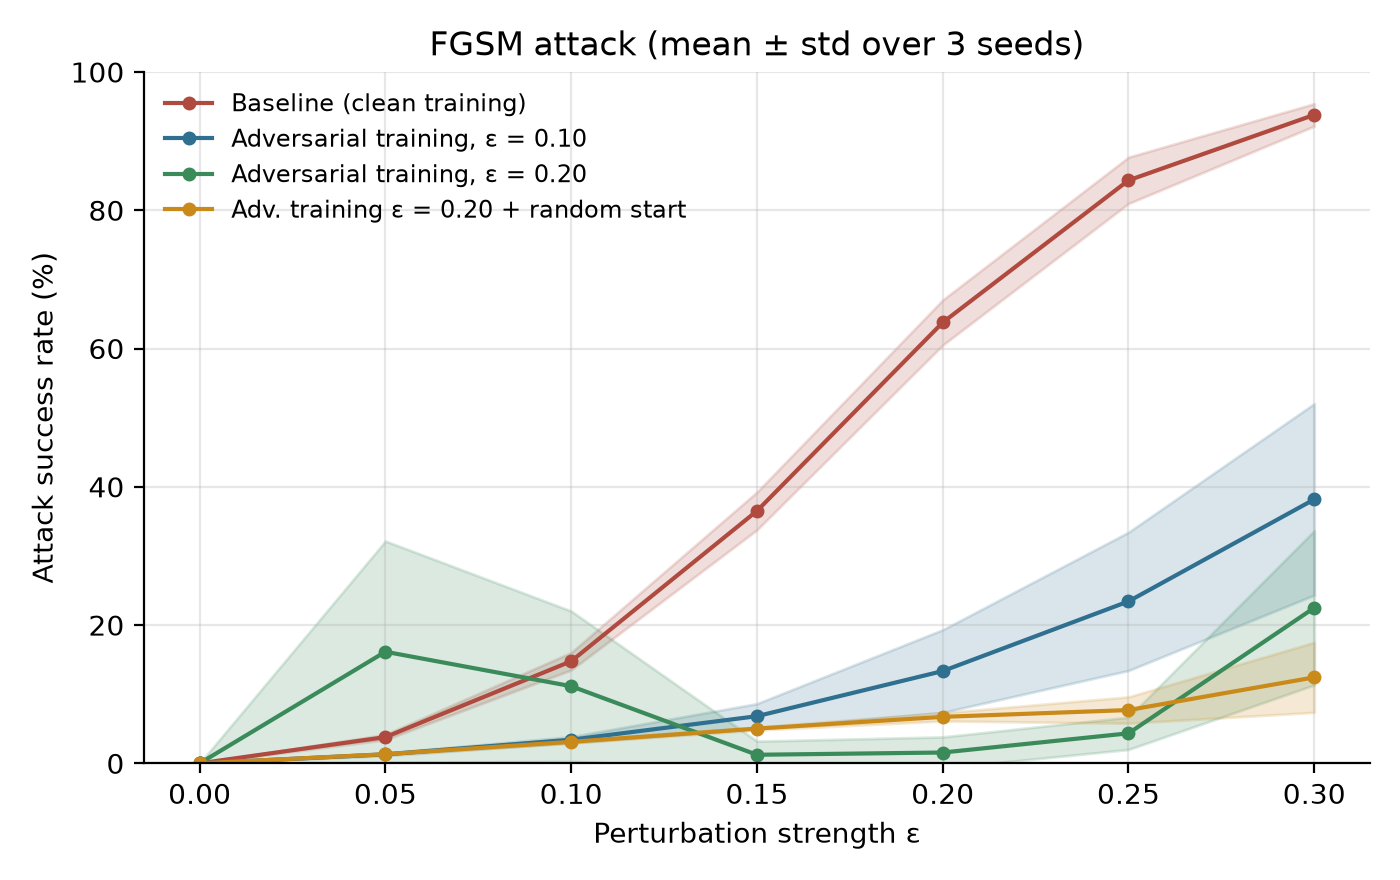 FGSM attack (mean ± std over 3 seeds)
Attack success rate (%)
100
80
60
40
20
0
Baseline (clean training)
Adversarial training, ε = 0.10
Adversarial training, ε = 0.20
Adv. training ε = 0.20 + random start
0.00 0.05 0.10 0.15 0.20 0.25 0.30
Perturbation strength ε